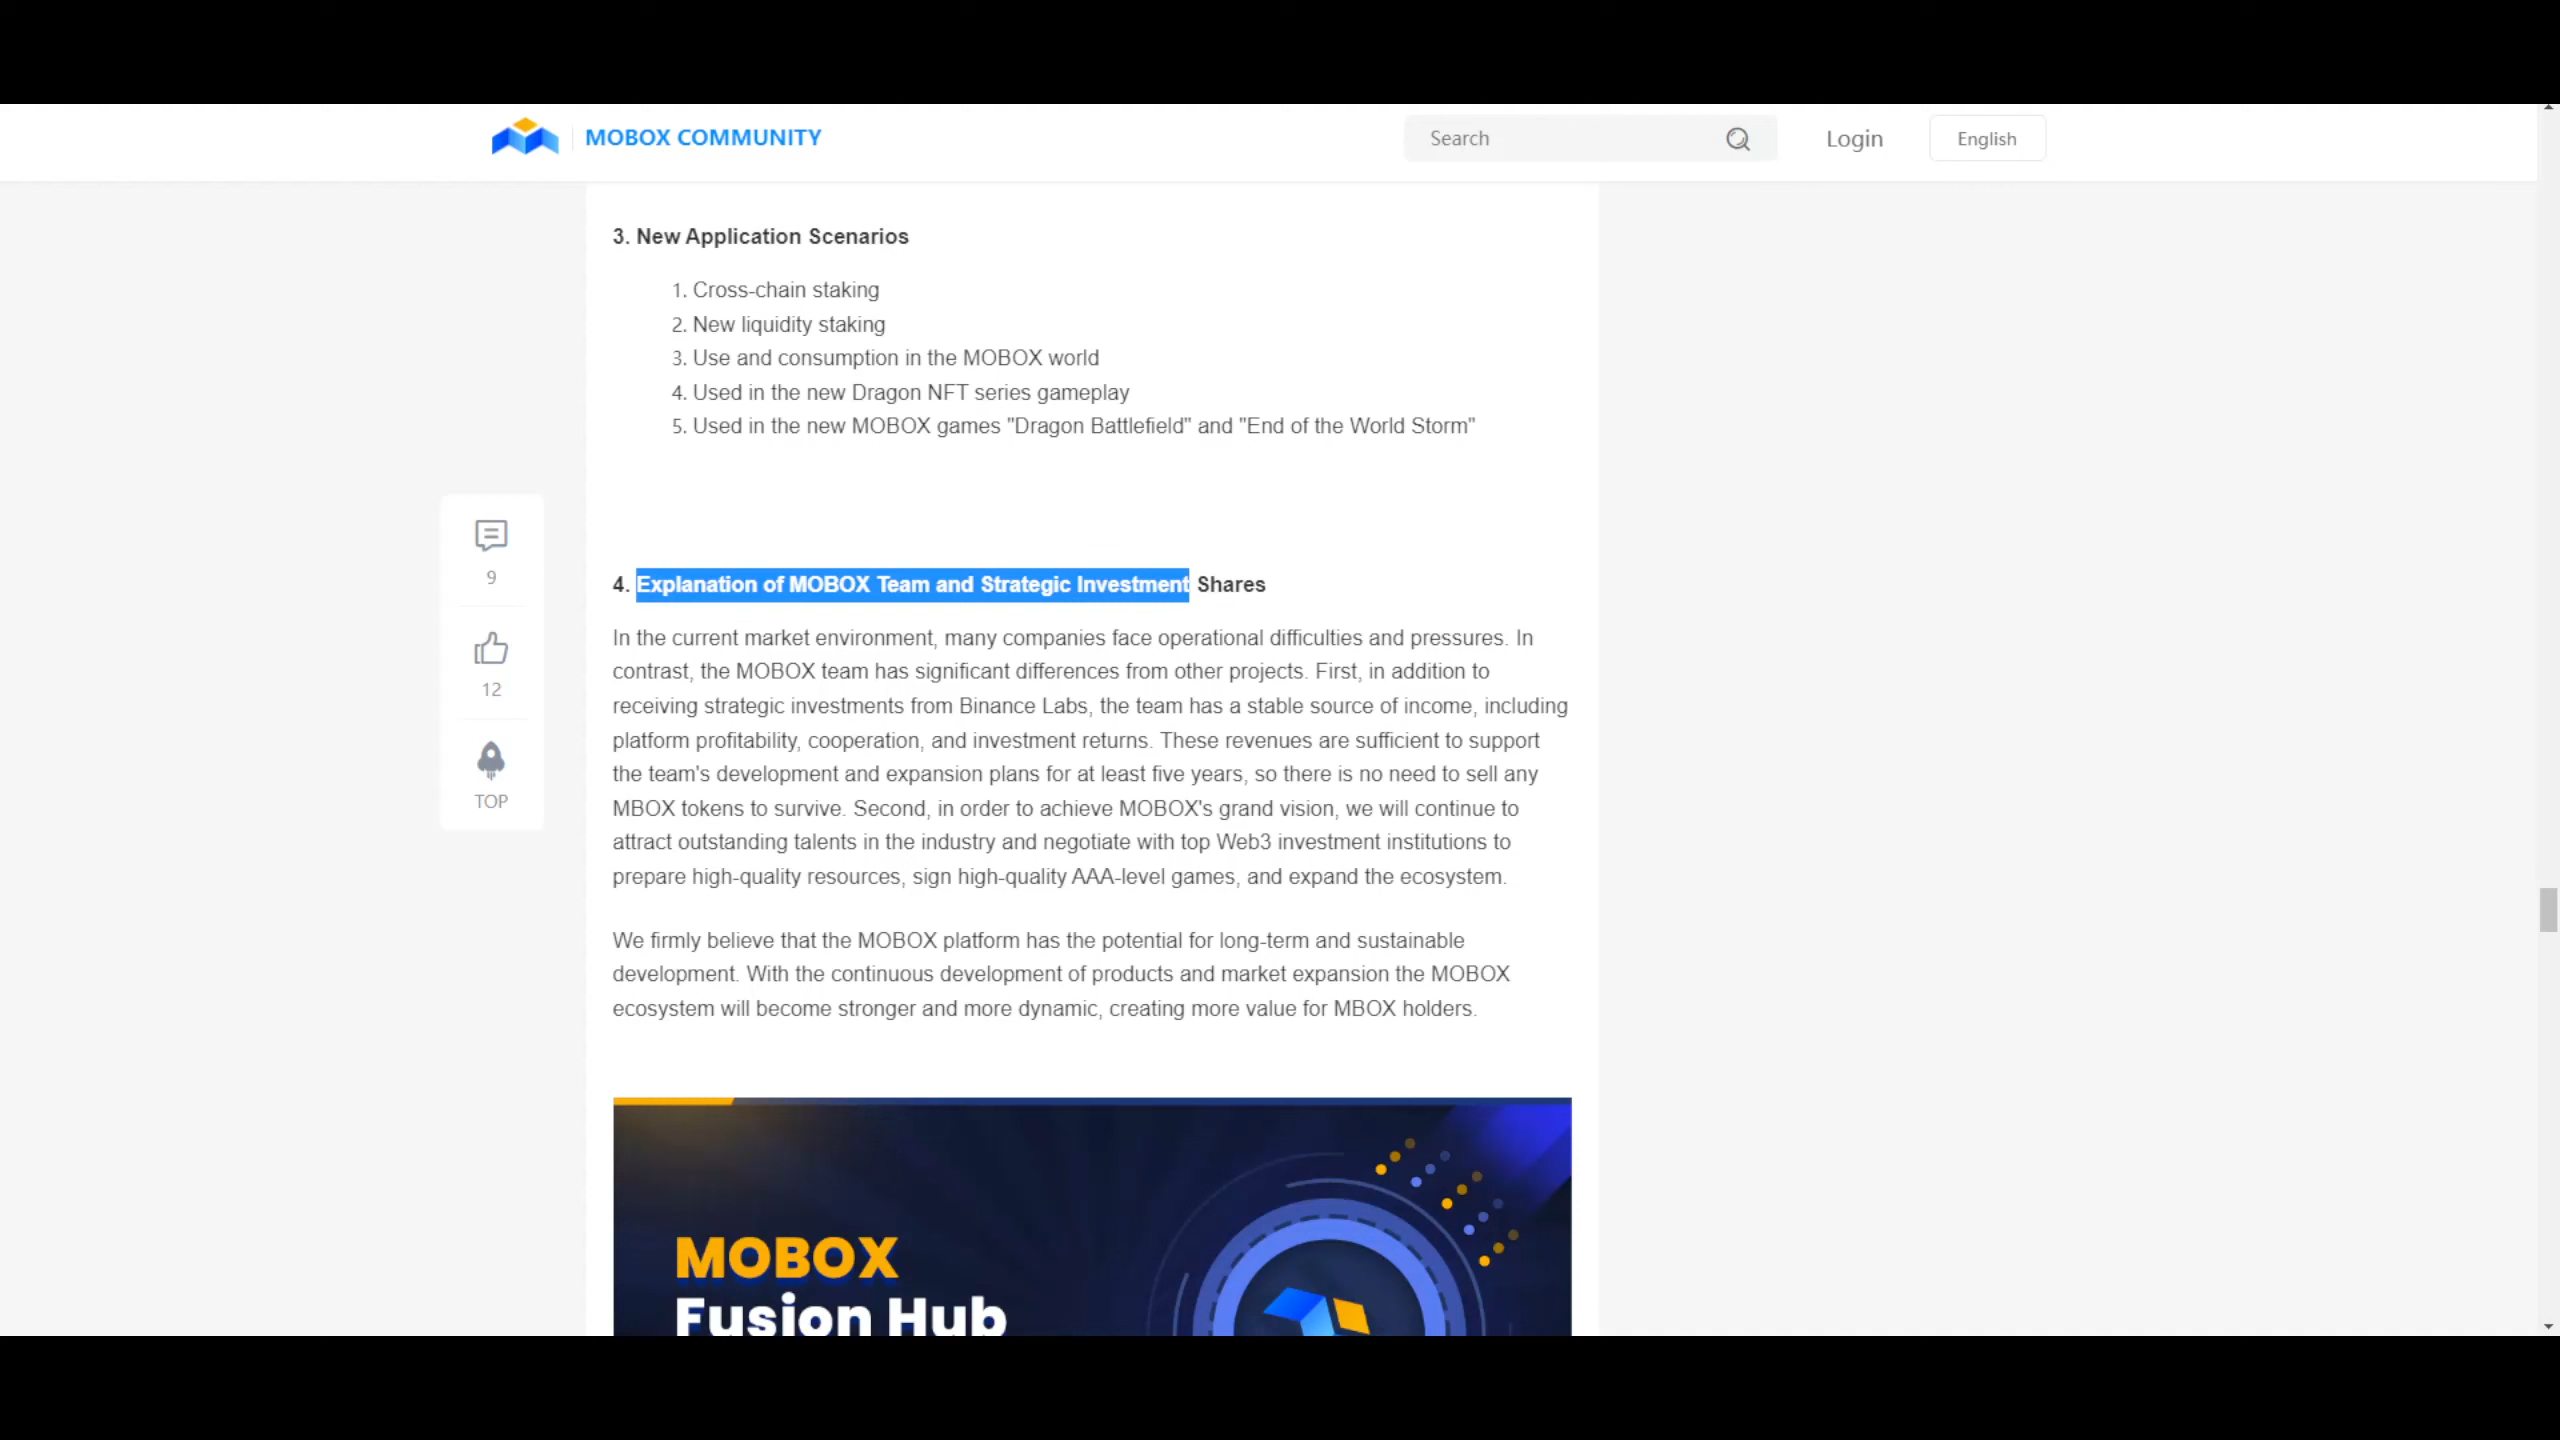 MOBOX COMMUNITY
Search
Login
English
3. New Application Scenarios
1. Cross-chain staking
2. New liquidity staking
3. Use and consumption in the MOBOX world
4. Used in the new Dragon NFT series gameplay
5. Used in the new MOBOX games "Dragon Battlefield" and "End of the World Storm"
9
12
TOP
4. Explanation of MOBOX Team and Strategic Investment Shares
In the current market environment, many companies face operational difficulties and pressures. In
contrast, the MOBOX team has significant differences from other projects. First, in addition to
receiving strategic investments from Binance Labs, the team has a stable source of income, including
platform profitability, cooperation, and investment returns. These revenues are sufficient to support
the team's development and expansion plans for at least five years, so there is no need to sell any
MBOX tokens to survive. Second, in order to achieve MOBOX's grand vision, we will continue to
attract outstanding talents in the industry and negotiate with top Web3 investment institutions to
prepare high-quality resources, sign high-quality AAA-level games, and expand the ecosystem.
We firmly believe that the MOBOX platform has the potential for long-term and sustainable
development. With the continuous development of products and market expansion the MOBOX
ecosystem will become stronger and more dynamic, creating more value for MBOX holders.
MOBOX
Fusion Hub